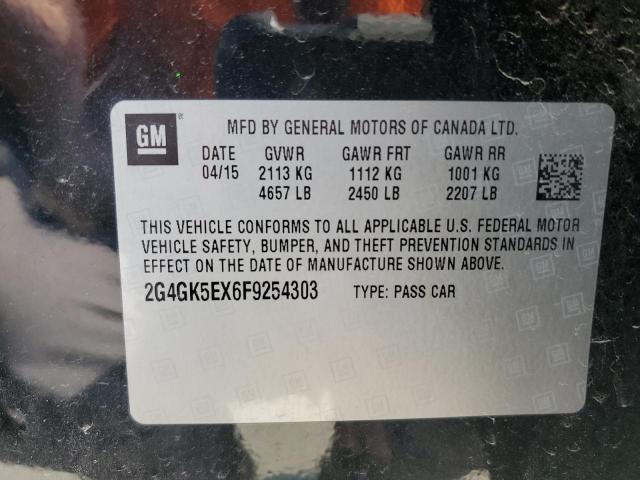 GM ®
MFD BY GENERAL MOTORS OF CANADA LTD.
DATE GVWR GAWR FRT GAWR RR
04/15 2113 KG 1112 KG 1001 KG
4657 LB 2450 LB 2207 LB
THIS VEHICLE CONFORMS TO ALL APPLICABLE U.S. FEDERAL MOTOR
VEHICLE SAFETY, BUMPER, AND THEFT PREVENTION STANDARDS IN
EFFECT ON THE DATE OF MANUFACTURE SHOWN ABOVE.
2G4GK5EX6F9254303 TYPE: PASS CAR